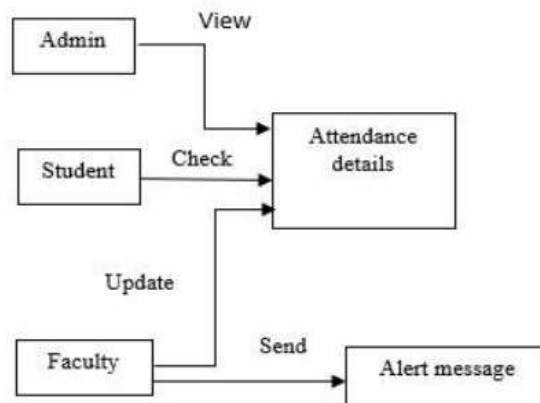 View
Admin
Attendance
details
Check
Student
Update
Send
Faculty
Alert message